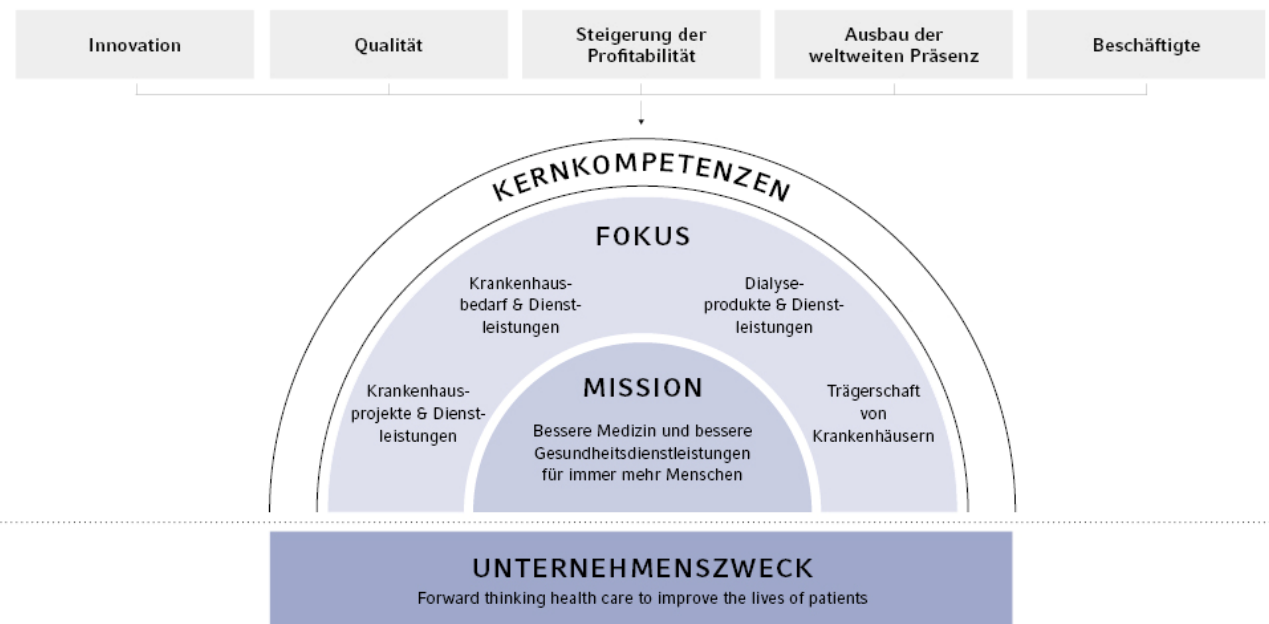 Innovation
Qualität
Steigerung der
Profitabilität
Ausbau der
weltweiten Präsenz
Beschäftigte
KERNKOMPETENZEN
FOKUS
Krankenhaus-
bedarf & Dienst-
leistungen
Dialyse-
produkte & Dienst-
leistungen
Krankenhaus-
projekte & Dienst-
leistungen
Trägerschaft
von
Krankenhäusern
MISSION
Bessere Medizin und bessere
Gesundheitsdienstleistungen
für immer mehr Menschen
UNTERNEHMENSZWECK
Forward thinking health care to improve the lives of patients